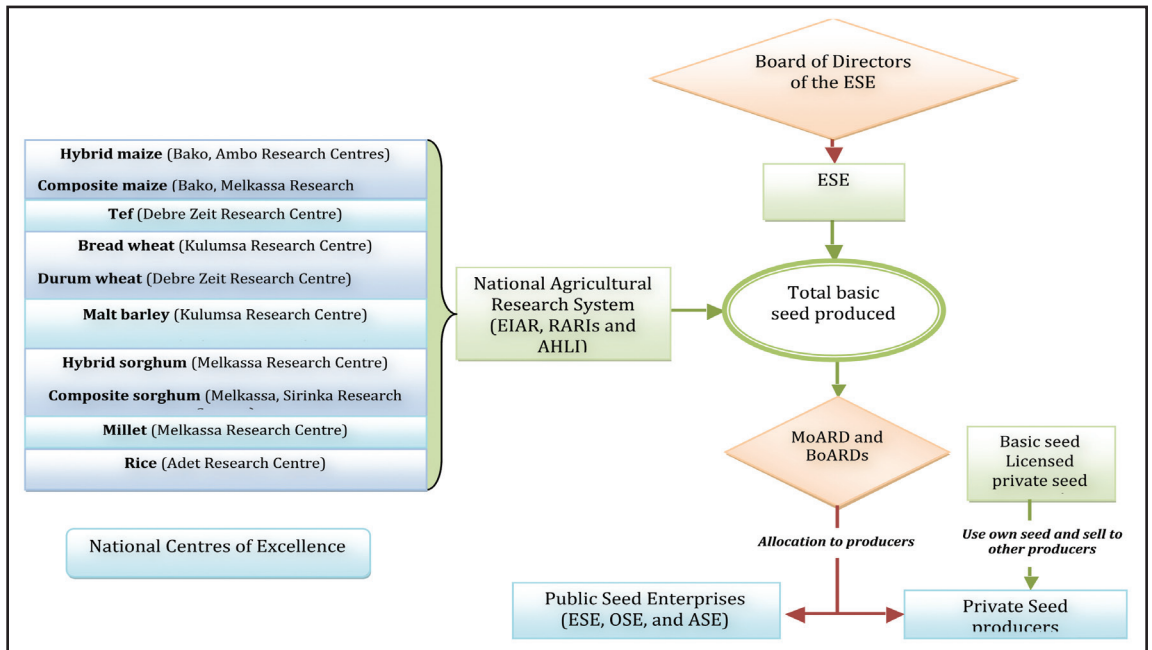 Board of Directors
of the ESE
ESE
Hybrid maize (Bako, Ambo Research Centres)
Composite maize (Bako, Melkassa Research
Tef (Debre Zeit Research Centre)
Bread wheat (Kulumsa Research Centre)
Durum wheat (Debre Zeit Research Centre)
Malt barley (Kulumsa Research Centre)
Hybrid sorghum (Melkassa Research Centre)
Composite sorghum (Melkassa, Sirinka Research
Millet (Melkassa Research Centre)
Rice (Adet Research Centre)
National Centres of Excellence
National Agricultural
Research System
(EIAR, RARIs and
AHLI)
Total basic
seed produced
MoARD and
BoARDs
Basic seed
Licensed
private seed
Allocation to producers
Use own seed and sell to
other producers
Public Seed Enterprises
(ESE, OSE, and ASE)
Private Seed
producers